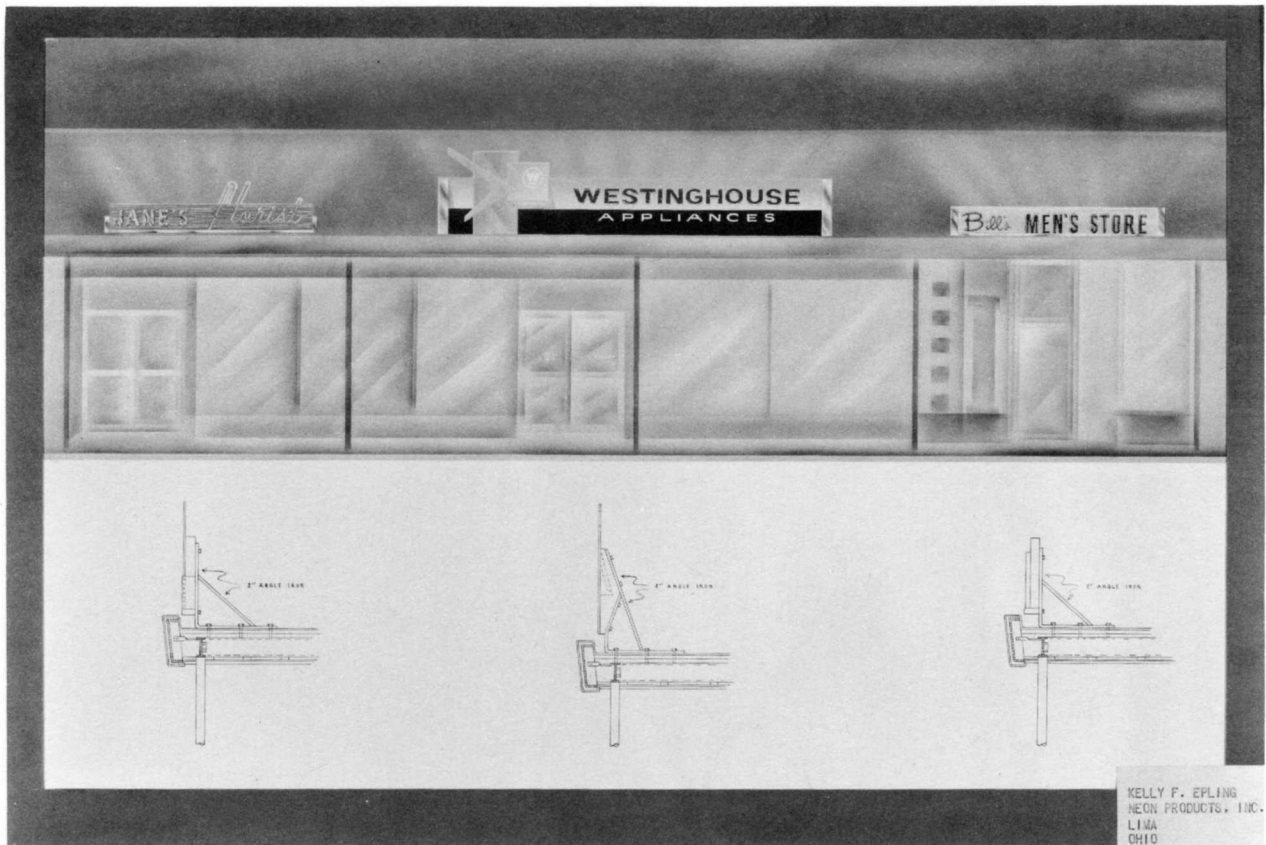 JANE'S Florist
W
WESTINGHOUSE
APPLIANCES
Bill's MEN'S STORE
2" ANGLE IRON
2" ANGLE IRON
2" ANGLE IRON
KELLY F. EPLING
NEON PRODUCTS, INC.
LIMA
OHIO